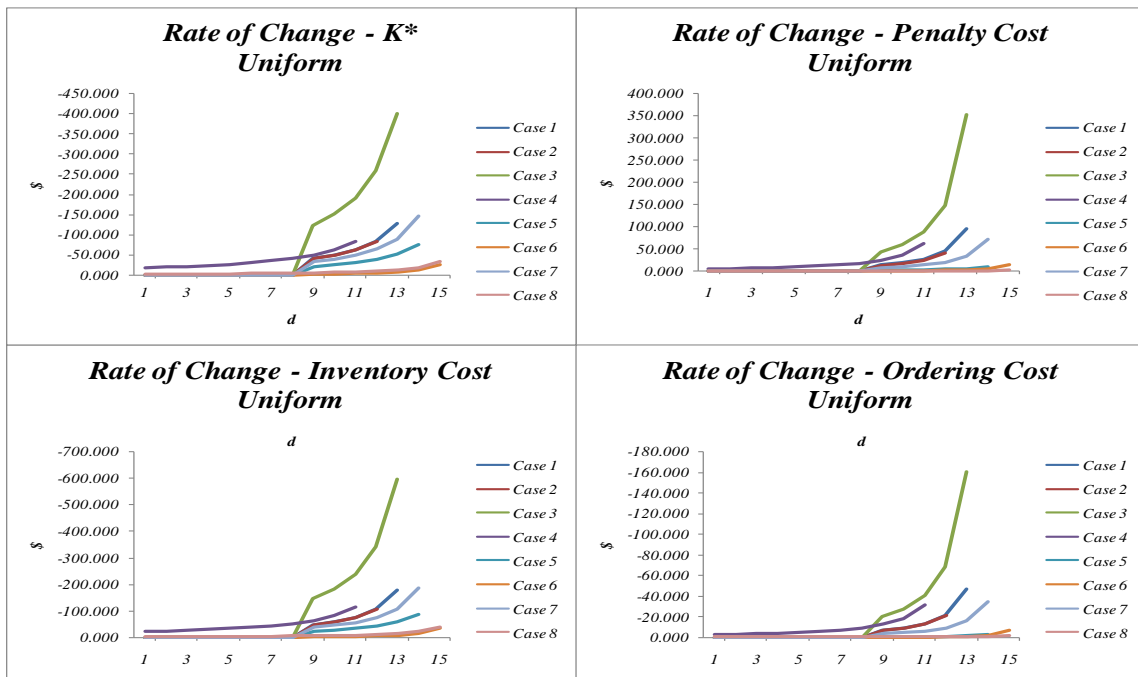 Rate of Change - K*
Uniform
-450.000
-400.000
-350.000
-300.000
-250.000
-200.000
-150.000
-100.000
-50.000
0.000
$
1 3 5 7 9 11 13 15
d
Case 1
Case 2
Case 3
Case 4
Case 5
Case 6
Case 7
Case 8
Rate of Change - Penalty Cost
Uniform
400.000
350.000
300.000
250.000
200.000
150.000
100.000
50.000
0.000
$
1 3 5 7 9 11 13 15
d
Case 1
Case 2
Case 3
Case 4
Case 5
Case 6
Case 7
Case 8
Rate of Change - Inventory Cost
Uniform
d
-700.000
-600.000
-500.000
-400.000
-300.000
-200.000
-100.000
0.000
$
1 3 5 7 9 11 13 15
Case 1
Case 2
Case 3
Case 4
Case 5
Case 6
Case 7
Case 8
Rate of Change - Ordering Cost
Uniform
d
-180.000
-160.000
-140.000
-120.000
-100.000
-80.000
-60.000
-40.000
-20.000
0.000
$
1 3 5 7 9 11 13 15
Case 1
Case 2
Case 3
Case 4
Case 5
Case 6
Case 7
Case 8